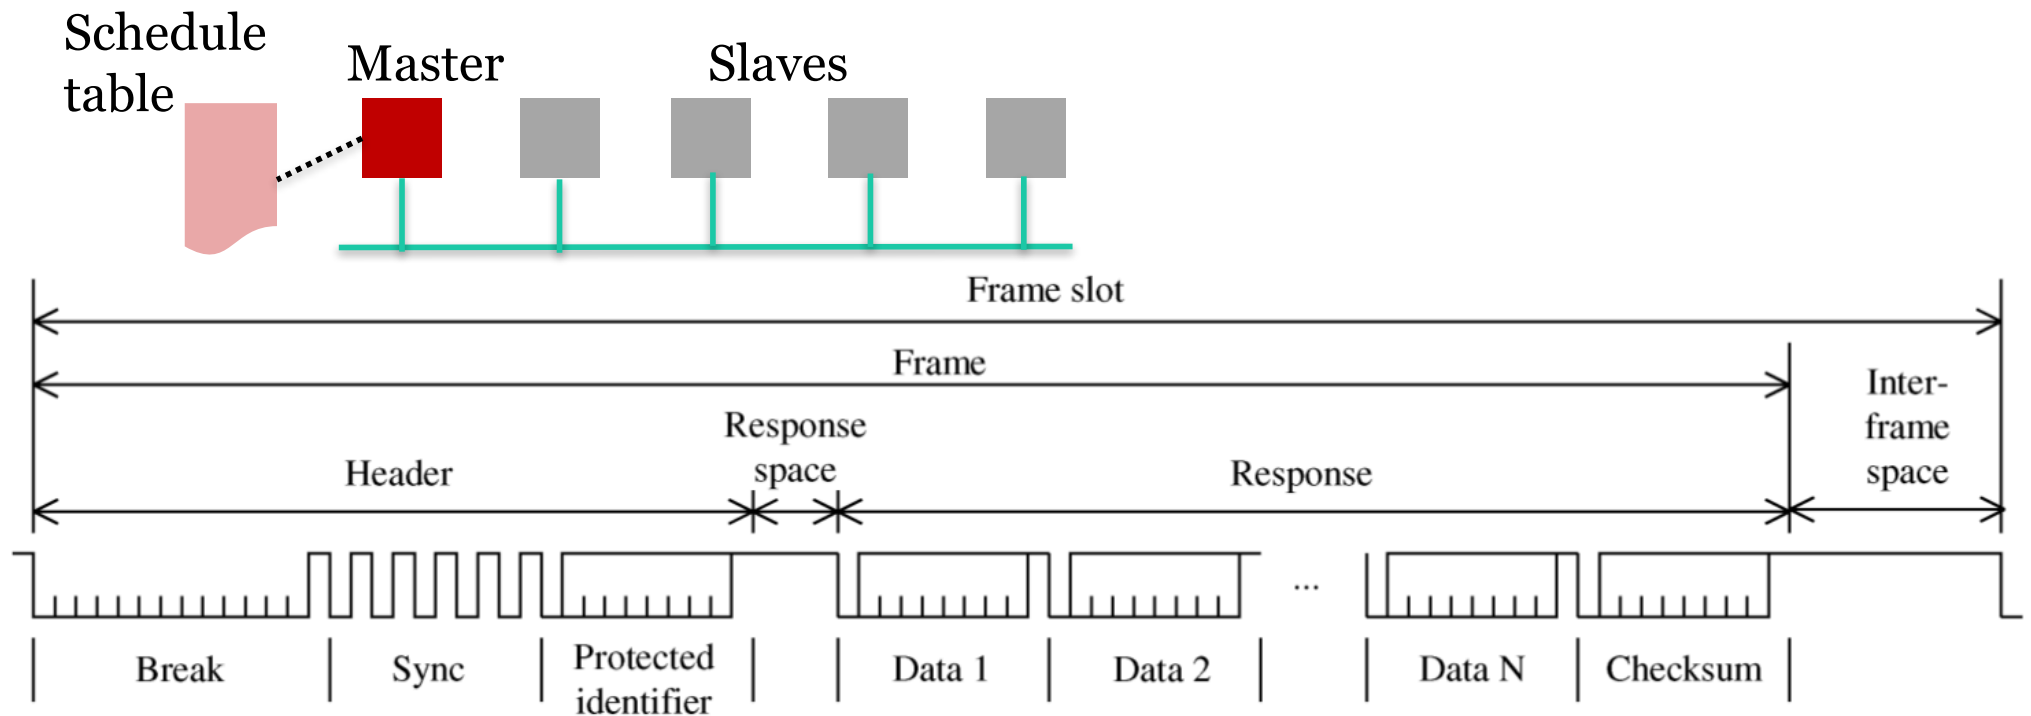 Schedule
table
Master
Slaves
Frame slot
Frame
Inter-
frame
space
Response
space
Header
Response
...
Break
Sync
Protected
identifier
Data 1
Data 2
Data N
Checksum